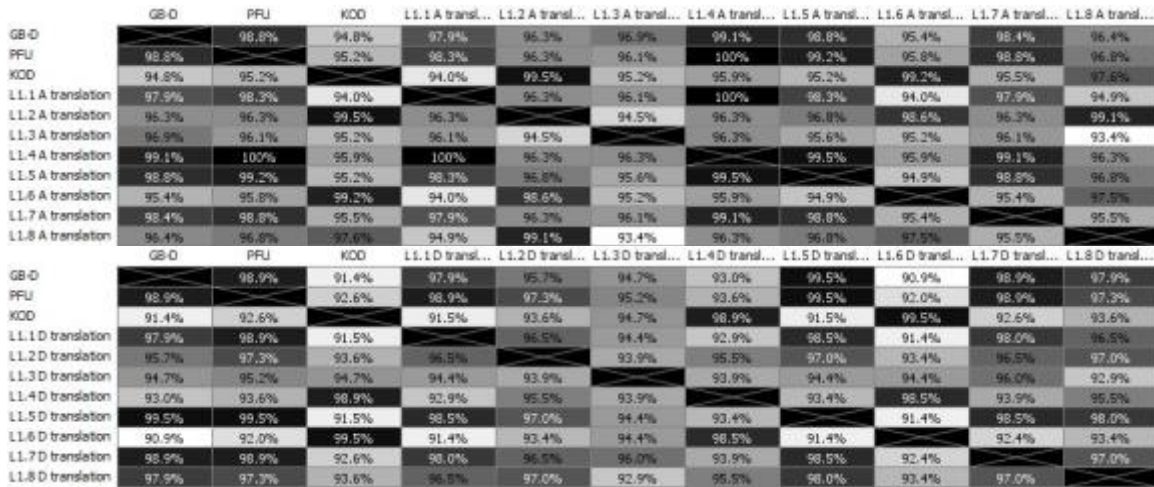 GB-D PFU KOD L1.1 A transl... L1.2 A transl... L1.3 A transl... L1.4 A transl... L1.5 A transl... L1.6 A transl... L1.7 A transl... L1.8 A transl...
GB-D 98.8% 94.8% 97.9% 96.3% 96.9% 99.1% 98.8% 95.4% 98.4% 96.4%
PFU 98.8% 95.2% 98.3% 96.3% 96.1% 100% 99.2% 95.8% 98.8% 96.8%
KOD 94.8% 95.2% 94.0% 99.5% 95.2% 95.9% 95.2% 99.2% 95.5% 97.6%
L1.1 A translation 97.9% 98.3% 94.0% 96.3% 96.1% 100% 98.3% 94.0% 97.9% 94.9%
L1.2 A translation 96.3% 96.3% 99.5% 96.3% 94.5% 96.3% 96.8% 98.6% 96.3% 99.1%
L1.3 A translation 96.9% 96.1% 95.2% 96.1% 94.5% 96.3% 95.6% 95.2% 96.1% 93.4%
L1.4 A translation 99.1% 100% 95.9% 100% 96.3% 96.3% 99.5% 95.9% 99.1% 96.3%
L1.5 A translation 98.8% 99.2% 95.2% 98.3% 96.8% 95.6% 99.5% 94.9% 98.8% 96.8%
L1.6 A translation 95.4% 95.8% 99.2% 94.0% 98.6% 95.2% 95.9% 94.9% 95.4% 97.5%
L1.7 A translation 98.4% 98.8% 95.5% 97.9% 96.3% 96.1% 99.1% 98.8% 95.4% 95.5%
L1.8 A translation 96.4% 96.8% 97.6% 94.9% 99.1% 93.4% 96.3% 96.8% 97.5% 95.5%
GB-D PFU KOD L1.1 D transl... L1.2 D transl... L1.3 D transl... L1.4 D transl... L1.5 D transl... L1.6 D transl... L1.7 D transl... L1.8 D transl...
GB-D 98.9% 91.4% 97.9% 95.7% 94.7% 93.0% 99.5% 90.9% 98.9% 97.9%
PFU 98.9% 92.6% 98.9% 97.3% 95.2% 93.6% 99.5% 92.0% 98.9% 97.3%
KOD 91.4% 92.6% 91.5% 93.6% 94.7% 98.9% 91.5% 99.5% 92.6% 93.6%
L1.1 D translation 97.9% 98.9% 91.5% 96.5% 94.4% 92.9% 98.5% 91.4% 98.0% 96.5%
L1.2 D translation 95.7% 97.3% 93.6% 96.5% 93.9% 95.5% 97.0% 93.4% 96.5% 97.0%
L1.3 D translation 94.7% 95.2% 94.7% 94.4% 93.9% 93.9% 94.4% 94.4% 96.0% 92.9%
L1.4 D translation 93.0% 93.6% 98.9% 92.9% 95.5% 93.9% 93.4% 98.5% 93.9% 95.5%
L1.5 D translation 99.5% 99.5% 91.5% 98.5% 97.0% 94.4% 93.4% 91.4% 98.5% 98.0%
L1.6 D translation 90.9% 92.0% 99.5% 91.4% 93.4% 94.4% 98.5% 91.4% 92.4% 93.4%
L1.7 D translation 98.9% 98.9% 92.6% 98.0% 96.5% 96.0% 93.9% 98.5% 92.4% 97.0%
L1.8 D translation 97.9% 97.3% 93.6% 96.5% 97.0% 92.9% 95.5% 98.0% 93.4% 97.0%